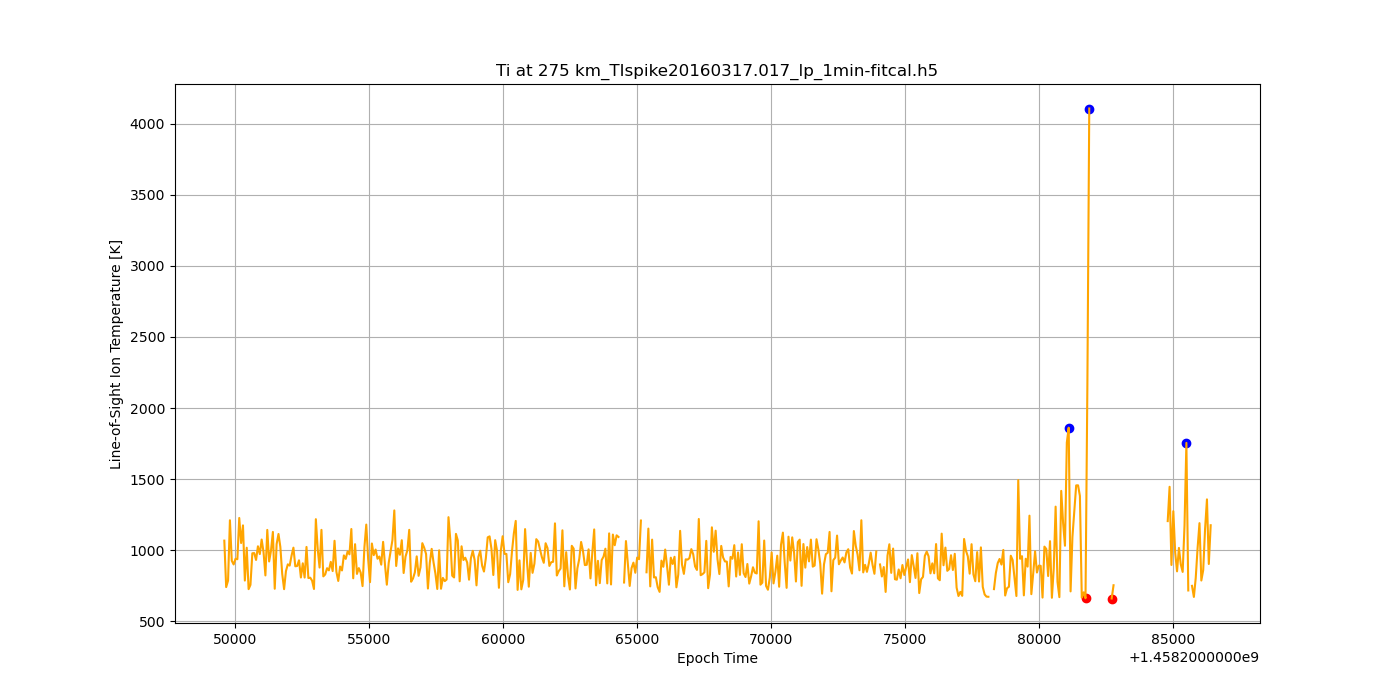 Ti at 275 km_TIspike20160317.017_lp_1min-fitcal.h5
Line-of-Sight Ion Temperature [K]
4000
3500
3000
2500
2000
1500
1000
500
50000 55000 60000 65000 70000 75000 80000 85000
Epoch Time
+1.4582000000e9